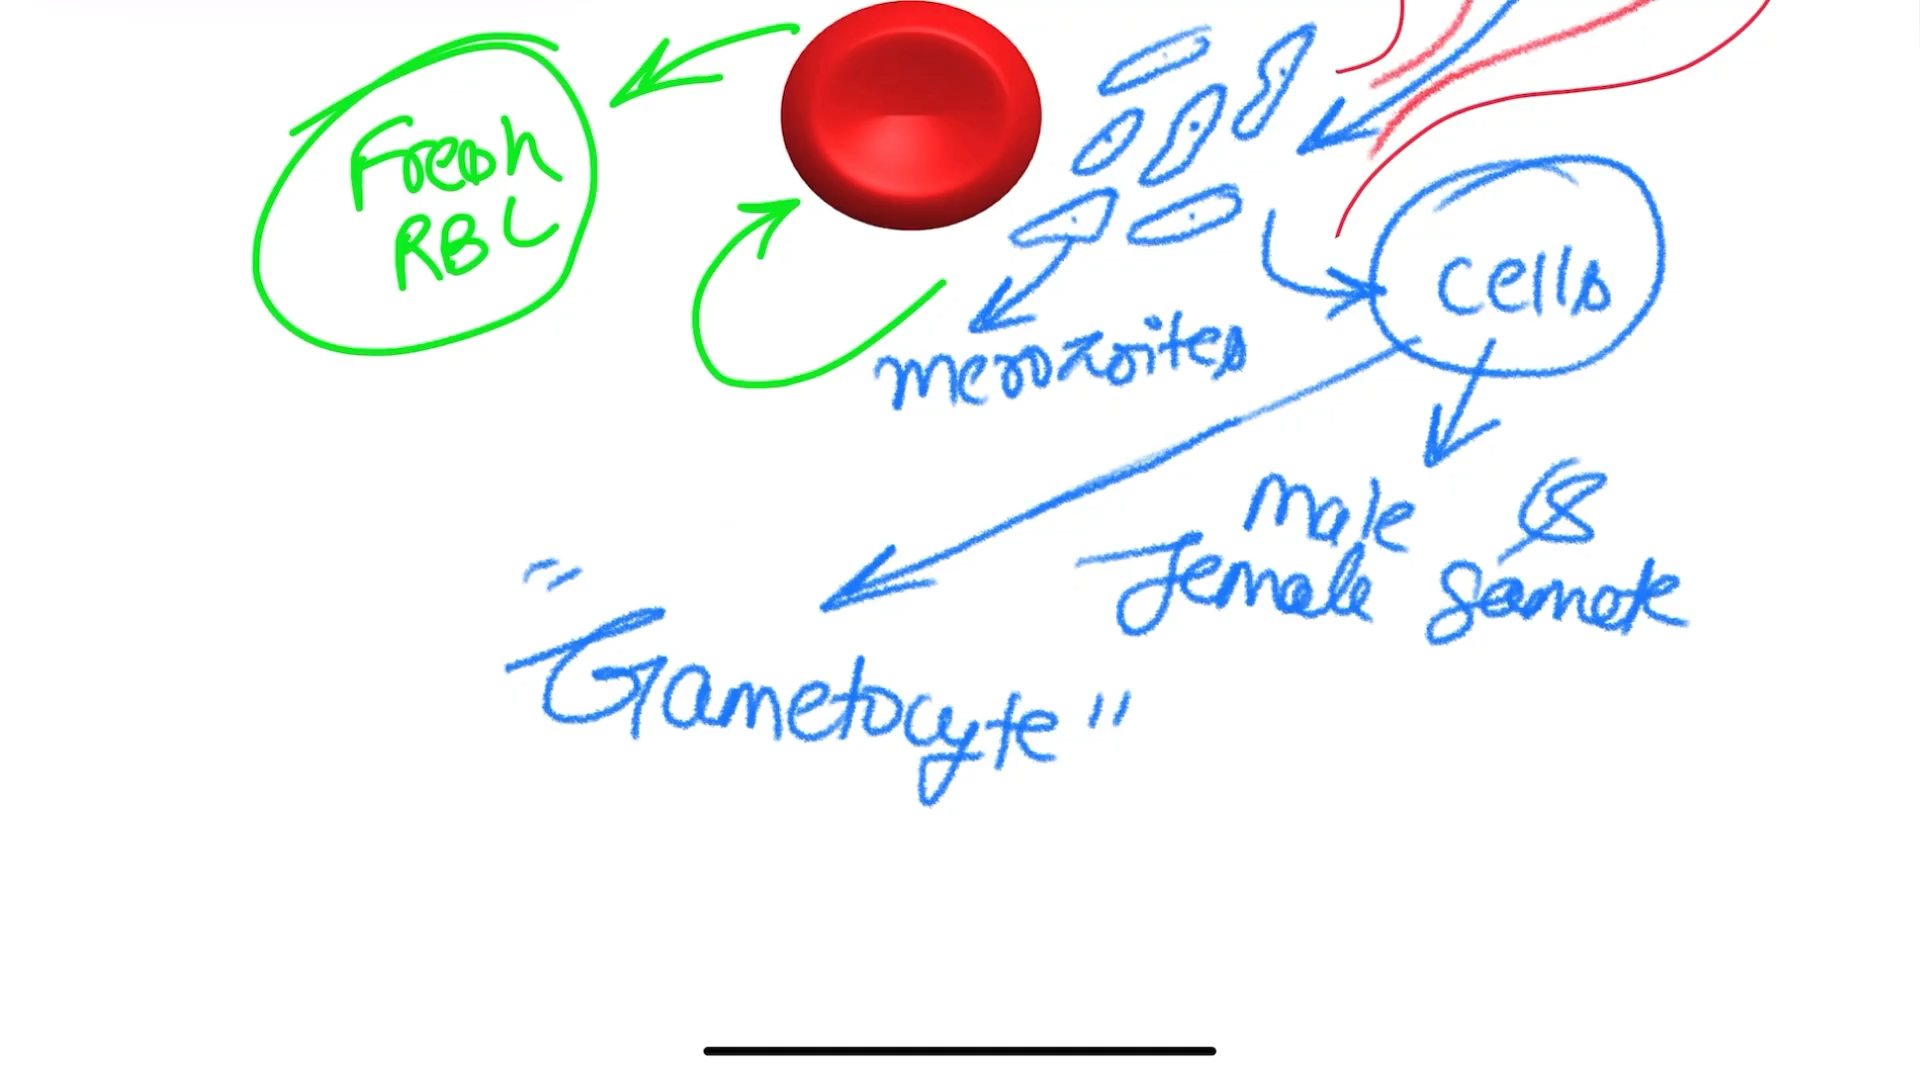 Fresh
RBC
cells
merozoites
male &
female gamete
"Gametocyte"